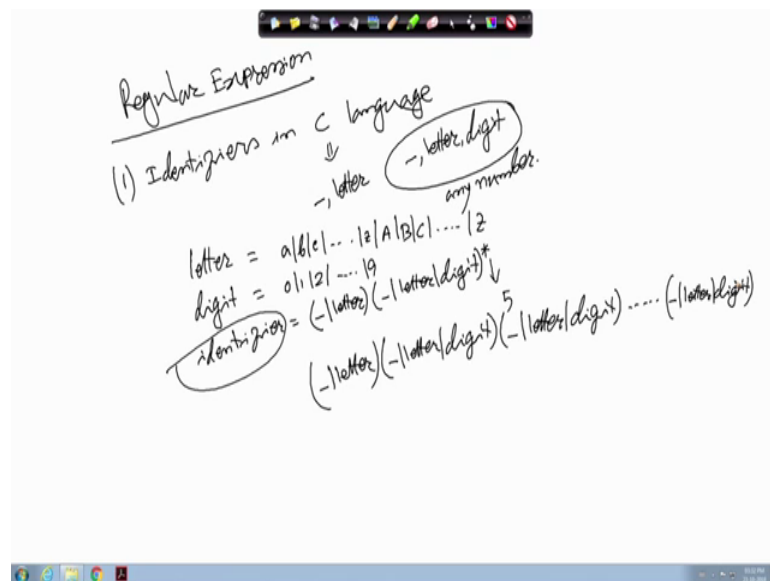 Regular Expression
(1) Identifiers in C language
⇓
_, letter _, letter, digit
any number.
letter = a|b|c|....|z|A|B|C|....|Z
digit = 0|1|2|....|9
identifier = (_|letter)(_|letter|digit)*
↓
5
(_|letter)(_|letter|digit)(_|letter|digit).....(_|letter|digit)